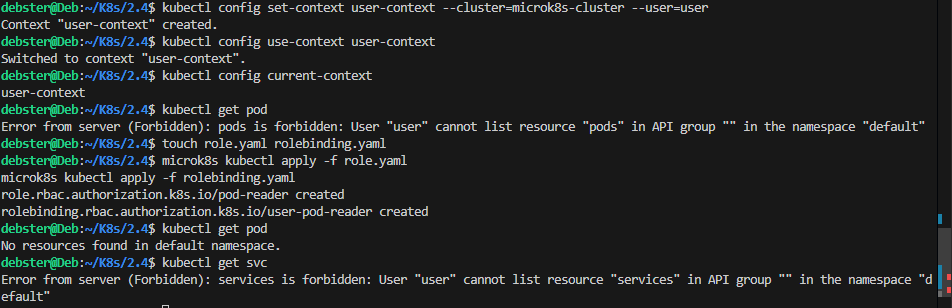 debster@Deb:~/K8s/2.4$ kubectl config set-context user-context --cluster=microk8s-cluster --user=user
Context "user-context" created.
debster@Deb:~/K8s/2.4$ kubectl config use-context user-context
Switched to context "user-context".
debster@Deb:~/K8s/2.4$ kubectl config current-context
user-context
debster@Deb:~/K8s/2.4$ kubectl get pod
Error from server (Forbidden): pods is forbidden: User "user" cannot list resource "pods" in API group "" in the namespace "default"
debster@Deb:~/K8s/2.4$ touch role.yaml rolebinding.yaml
debster@Deb:~/K8s/2.4$ microk8s kubectl apply -f role.yaml
microk8s kubectl apply -f rolebinding.yaml
role.rbac.authorization.k8s.io/pod-reader created
rolebinding.rbac.authorization.k8s.io/user-pod-reader created
debster@Deb:~/K8s/2.4$ kubectl get pod
No resources found in default namespace.
debster@Deb:~/K8s/2.4$ kubectl get svc
Error from server (Forbidden): services is forbidden: User "user" cannot list resource "services" in API group "" in the namespace "d
efault"